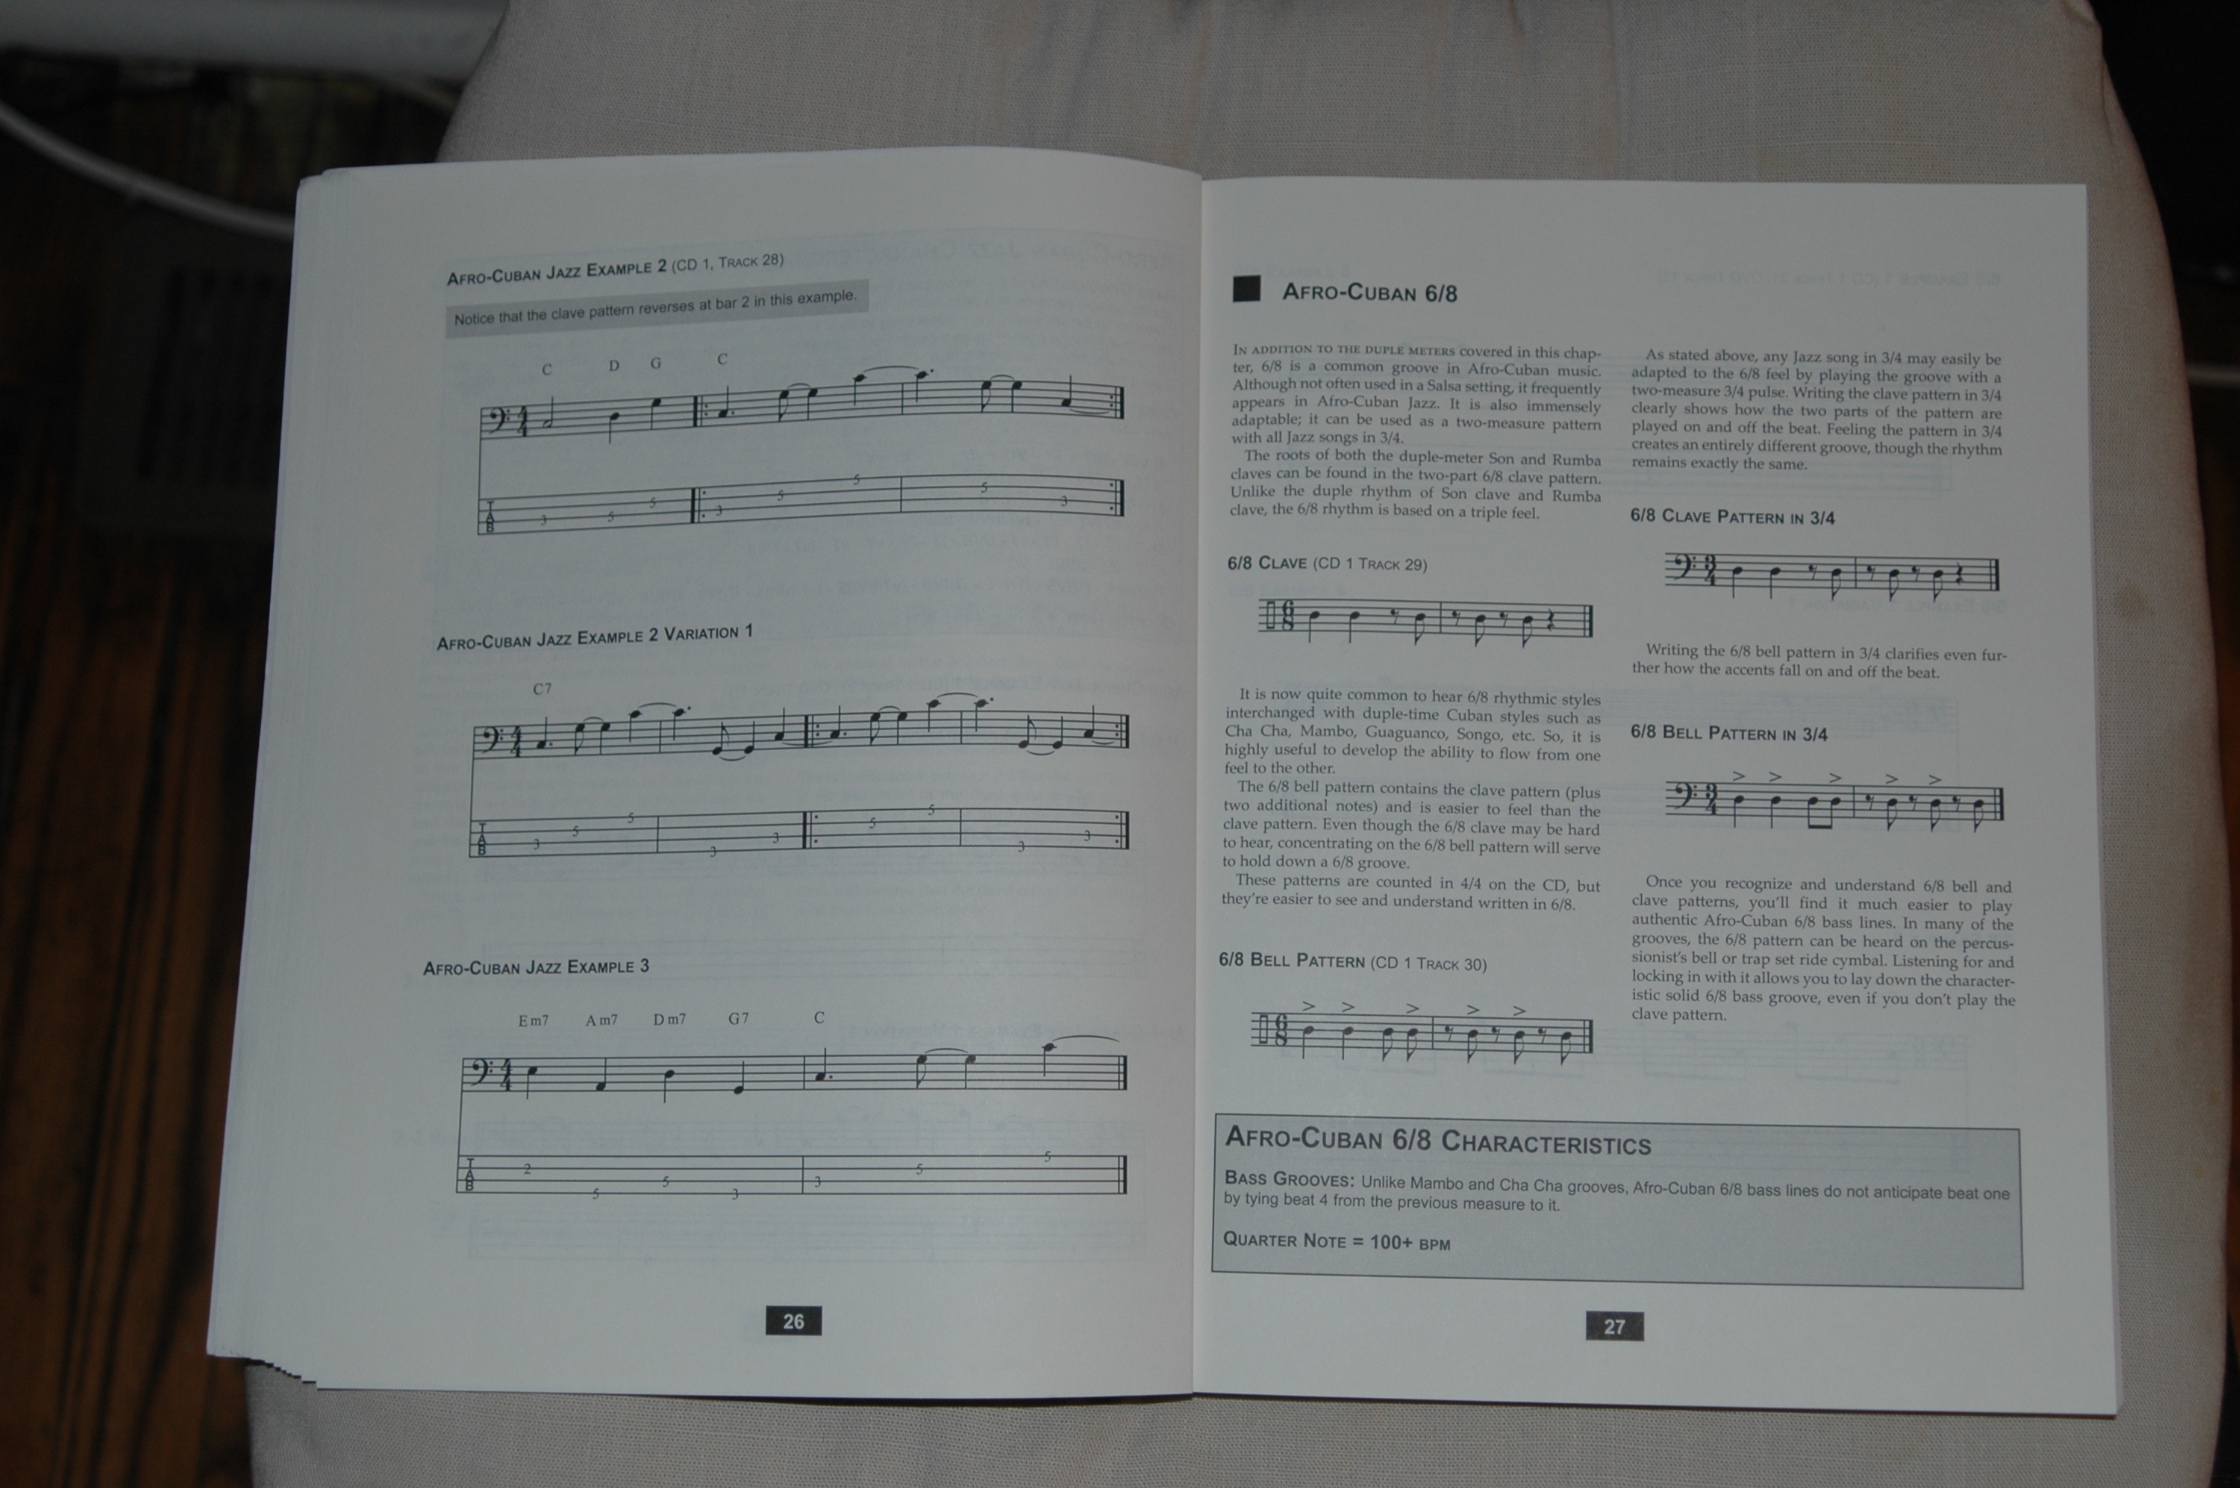 AFRO-CUBAN JAZZ EXAMPLE 2 (CD 1, TRACK 28)
Notice that the clave pattern reverses at bar 2 in this example.
C D G C
4
4
T
A
B
3 5 5 3 5 5 5 3
AFRO-CUBAN JAZZ EXAMPLE 2 VARIATION 1
C7
4
4
T
A
B
3 5 5 3 3 5 5 3 3
AFRO-CUBAN JAZZ EXAMPLE 3
Em7 Am7 Dm7 G7 C
4
4
T
A
B
2 5 5 3 3 5 5
26
AFRO-CUBAN 6/8
IN ADDITION TO THE DUPLE METERS covered in this chap-
ter, 6/8 is a common groove in Afro-Cuban music.
Although not often used in a Salsa setting, it frequently
appears in Afro-Cuban Jazz. It is also immensely
adaptable; it can be used as a two-measure pattern
with all Jazz songs in 3/4.
The roots of both the duple-meter Son and Rumba
claves can be found in the two-part 6/8 clave pattern.
Unlike the duple rhythm of Son clave and Rumba
clave, the 6/8 rhythm is based on a triple feel.
6/8 CLAVE (CD 1 TRACK 29)
6
8
It is now quite common to hear 6/8 rhythmic styles
interchanged with duple-time Cuban styles such as
Cha Cha, Mambo, Guaguanco, Songo, etc. So, it is
highly useful to develop the ability to flow from one
feel to the other.
The 6/8 bell pattern contains the clave pattern (plus
two additional notes) and is easier to feel than the
clave pattern. Even though the 6/8 clave may be hard
to hear, concentrating on the 6/8 bell pattern will serve
to hold down a 6/8 groove.
These patterns are counted in 4/4 on the CD, but
they're easier to see and understand written in 6/8.
6/8 BELL PATTERN (CD 1 TRACK 30)
6
8
As stated above, any Jazz song in 3/4 may easily be
adapted to the 6/8 feel by playing the groove with a
two-measure 3/4 pulse. Writing the clave pattern in 3/4
clearly shows how the two parts of the pattern are
played on and off the beat. Feeling the pattern in 3/4
creates an entirely different groove, though the rhythm
remains exactly the same.
6/8 CLAVE PATTERN IN 3/4
3
4
Writing the 6/8 bell pattern in 3/4 clarifies even fur-
ther how the accents fall on and off the beat.
6/8 BELL PATTERN IN 3/4
3
4
Once you recognize and understand 6/8 bell and
clave patterns, you'll find it much easier to play
authentic Afro-Cuban 6/8 bass lines. In many of the
grooves, the 6/8 pattern can be heard on the percus-
sionist's bell or trap set ride cymbal. Listening for and
locking in with it allows you to lay down the character-
istic solid 6/8 bass groove, even if you don't play the
clave pattern.
AFRO-CUBAN 6/8 CHARACTERISTICS
BASS GROOVES: Unlike Mambo and Cha Cha grooves, Afro-Cuban 6/8 bass lines do not anticipate beat one
by tying beat 4 from the previous measure to it.
QUARTER NOTE = 100+ BPM
27